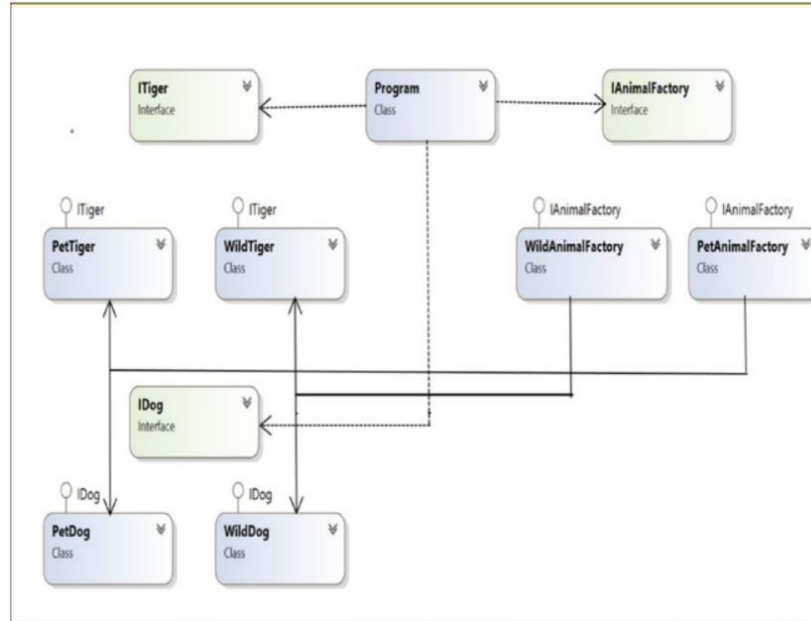 ITiger
Interface
Program
Class
IAnimalFactory
Interface
ITiger
ITiger
IAnimalFactory
IAnimalFactory
PetTiger
Class
WildTiger
Class
WildAnimalFactory
Class
PetAnimalFactory
Class
IDog
Interface
IDog
IDog
PetDog
Class
WildDog
Class